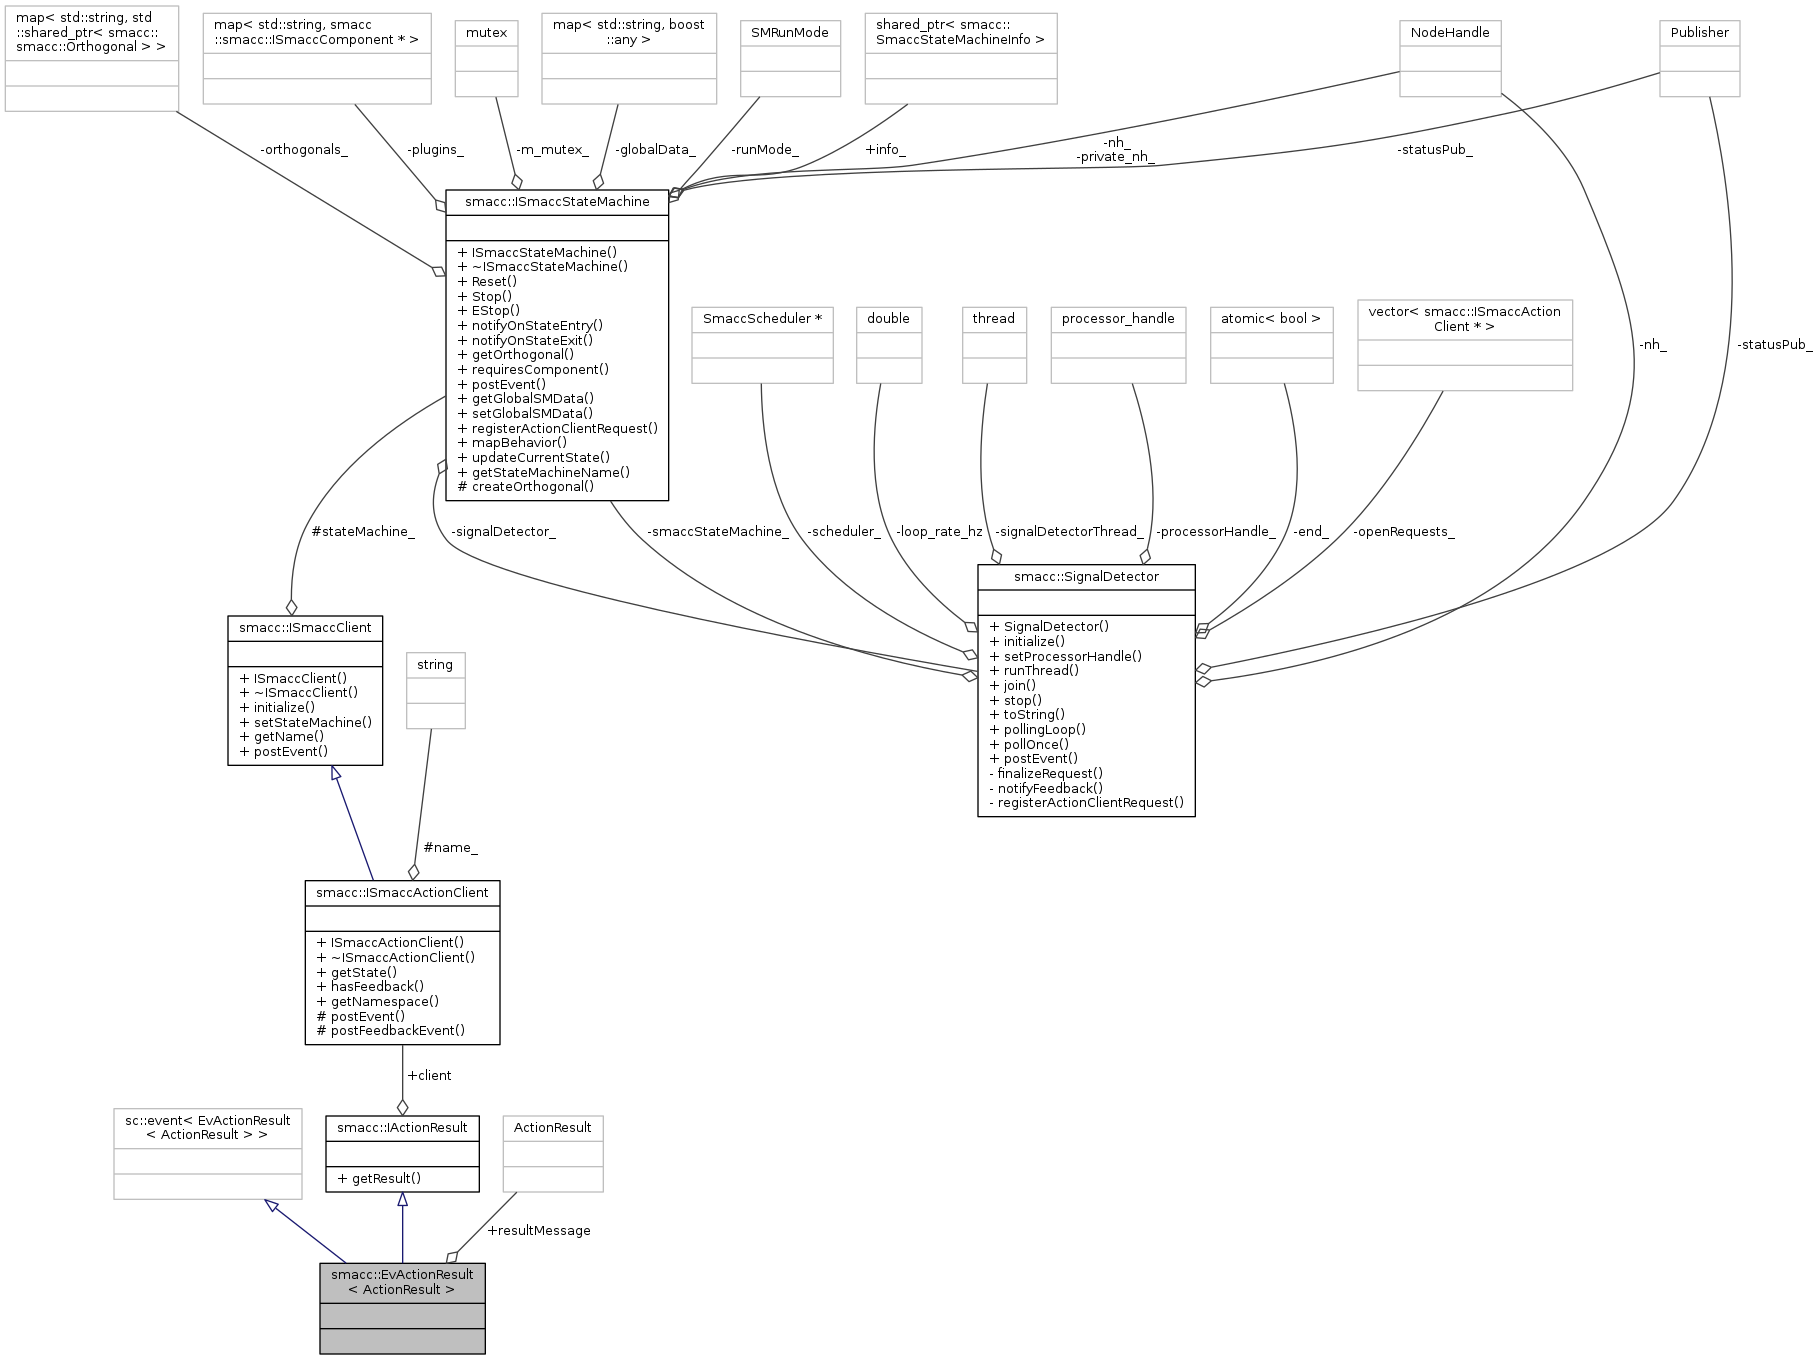 map< std::string, std
::shared_ptr< smacc::
smacc::Orthogonal > >
map< std::string, smacc
::smacc::ISmaccComponent * >
mutex
map< std::string, boost
::any >
SMRunMode
shared_ptr< smacc::
SmaccStateMachineInfo >
NodeHandle
Publisher
-orthogonals_
-plugins_
-m_mutex_
-globalData_
-runMode_
+info_
-nh_
-private_nh_
-statusPub_
smacc::ISmaccStateMachine
+ ISmaccStateMachine()
+ ~ISmaccStateMachine()
+ Reset()
+ Stop()
+ EStop()
+ notifyOnStateEntry()
+ notifyOnStateExit()
+ getOrthogonal()
+ requiresComponent()
+ postEvent()
+ getGlobalSMData()
+ setGlobalSMData()
+ registerActionClientRequest()
+ mapBehavior()
+ updateCurrentState()
+ getStateMachineName()
# createOrthogonal()
SmaccScheduler *
double
thread
processor_handle
atomic< bool >
vector< smacc::ISmaccAction
Client * >
-nh_
-statusPub_
#stateMachine_
-signalDetector_
-smaccStateMachine_
-scheduler_
-loop_rate_hz
-signalDetectorThread_
-processorHandle_
-end_
-openRequests_
smacc::SignalDetector
+ SignalDetector()
+ initialize()
+ setProcessorHandle()
+ runThread()
+ join()
+ stop()
+ toString()
+ pollingLoop()
+ pollOnce()
+ postEvent()
- finalizeRequest()
- notifyFeedback()
- registerActionClientRequest()
smacc::ISmaccClient
+ ISmaccClient()
+ ~ISmaccClient()
+ initialize()
+ setStateMachine()
+ getName()
+ postEvent()
string
#name_
smacc::ISmaccActionClient
+ ISmaccActionClient()
+ ~ISmaccActionClient()
+ getState()
+ hasFeedback()
+ getNamespace()
# postEvent()
# postFeedbackEvent()
+client
sc::event< EvActionResult
< ActionResult > >
smacc::IActionResult
+ getResult()
ActionResult
+resultMessage
smacc::EvActionResult
< ActionResult >